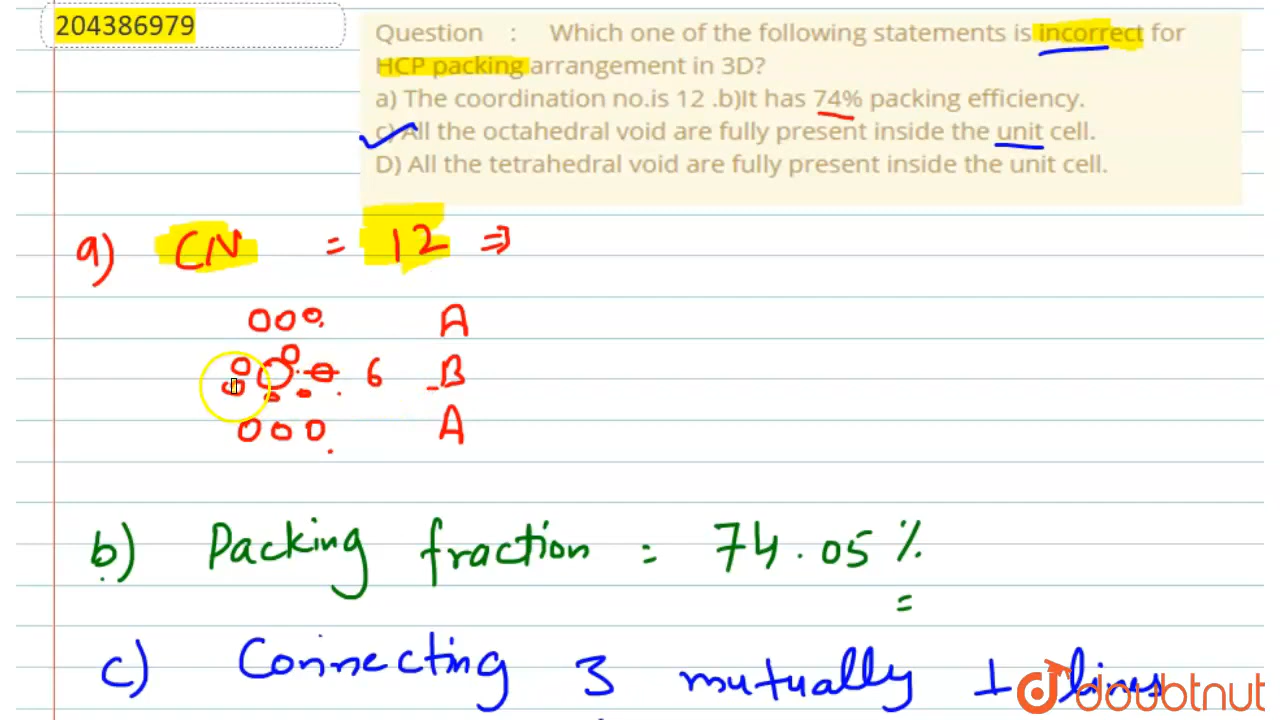 204386979
Question : Which one of the following statements is incorrect for
HCP packing arrangement in 3D?
a) The coordination no.is 12 .b)It has 74% packing efficiency.
c) All the octahedral void are fully present inside the unit cell.
D) All the tetrahedral void are fully present inside the unit cell.
a) CN = 12 ⇒
A
6 B
A
b) Packing fraction = 74.05 %
=
c) Connecting 3 mutually ⊥ lines
doubtnut